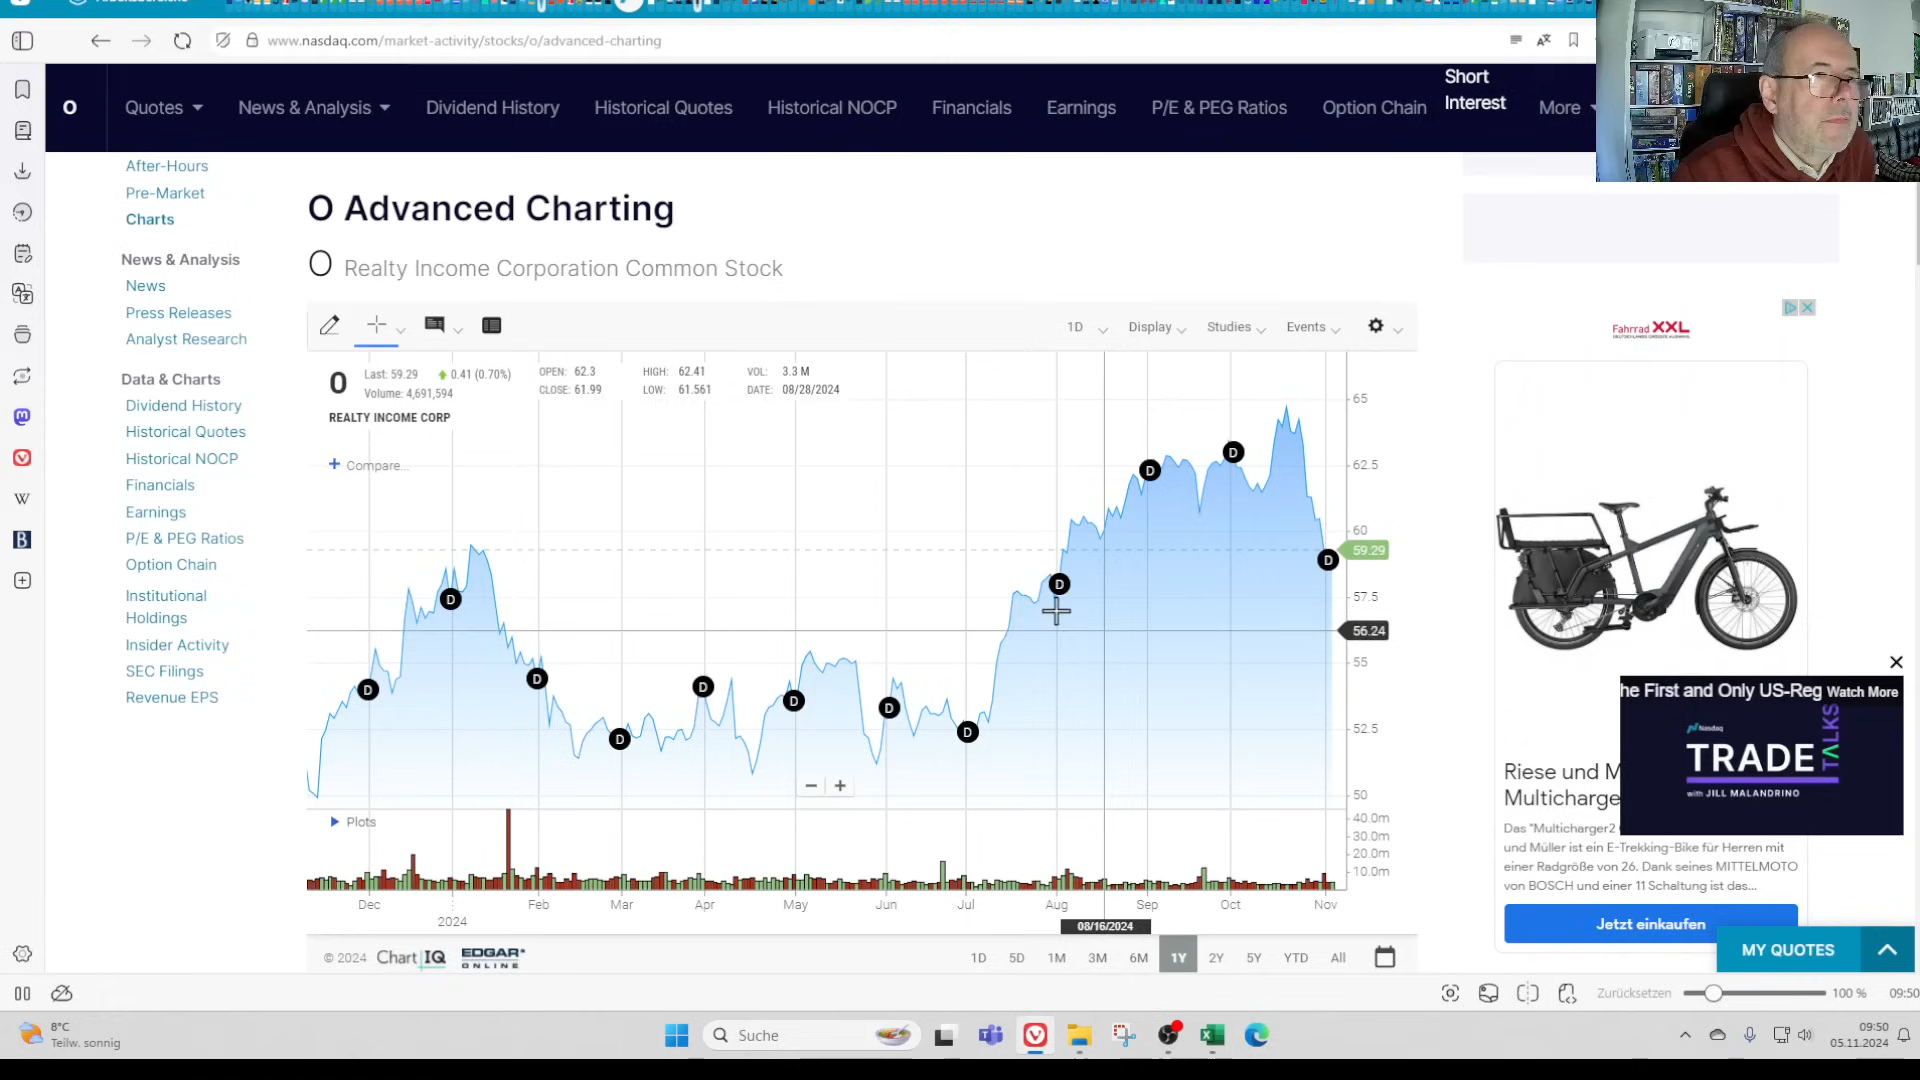 www.nasdaq.com/market-activity/stocks/o/advanced-charting
O
Quotes
News & Analysis
Dividend History
Historical Quotes
Historical NOCP
Financials
Earnings
P/E & PEG Ratios
Option Chain
Short
Interest
More
After-Hours
Pre-Market
Charts
News & Analysis
News
Press Releases
Analyst Research
Data & Charts
Dividend History
Historical Quotes
Historical NOCP
Financials
Earnings
P/E & PEG Ratios
Option Chain
Institutional
Holdings
Insider Activity
SEC Filings
Revenue EPS
O Advanced Charting
O Realty Income Corporation Common Stock
1D
Display
Studies
Events
O
Last: 59.29 0.41 (0.70%)
Volume: 4,691,594
OPEN: 62.3
HIGH: 62.41
VOL: 3.3 M
CLOSE: 61.99
LOW: 61.561
DATE: 08/28/2024
REALTY INCOME CORP
+ Compare...
D
D
D
D
D
D
D
D
D
D
D
D
65
62.5
60
59.29
57.5
56.24
55
52.5
50
40.0m
30.0m
20.0m
10.0m
Plots
Dec
2024
Feb
Mar
Apr
May
Jun
Jul
Aug
Sep
Oct
Nov
08/16/2024
© 2024 ChartIQ EDGAR® ONLINE
1D
5D
1M
3M
6M
1Y
2Y
5Y
YTD
All
Fahrrad XXL
he First and Only US-Reg Watch More
Nasdaq
TRADE
TALKS
with JILL MALANDRINO
Riese und M
Multicharge
Das "Multicharger2
und Müller ist ein E-Trekking-Bike für Herren mit
einer Radgröße von 26. Dank seines MITTELMOTO
von BOSCH und einer 11 Schaltung ist das...
Jetzt einkaufen
MY QUOTES
Zurücksetzen
100 %
09:50
8°C
Teilw. sonnig
Suche
09:50
05.11.2024